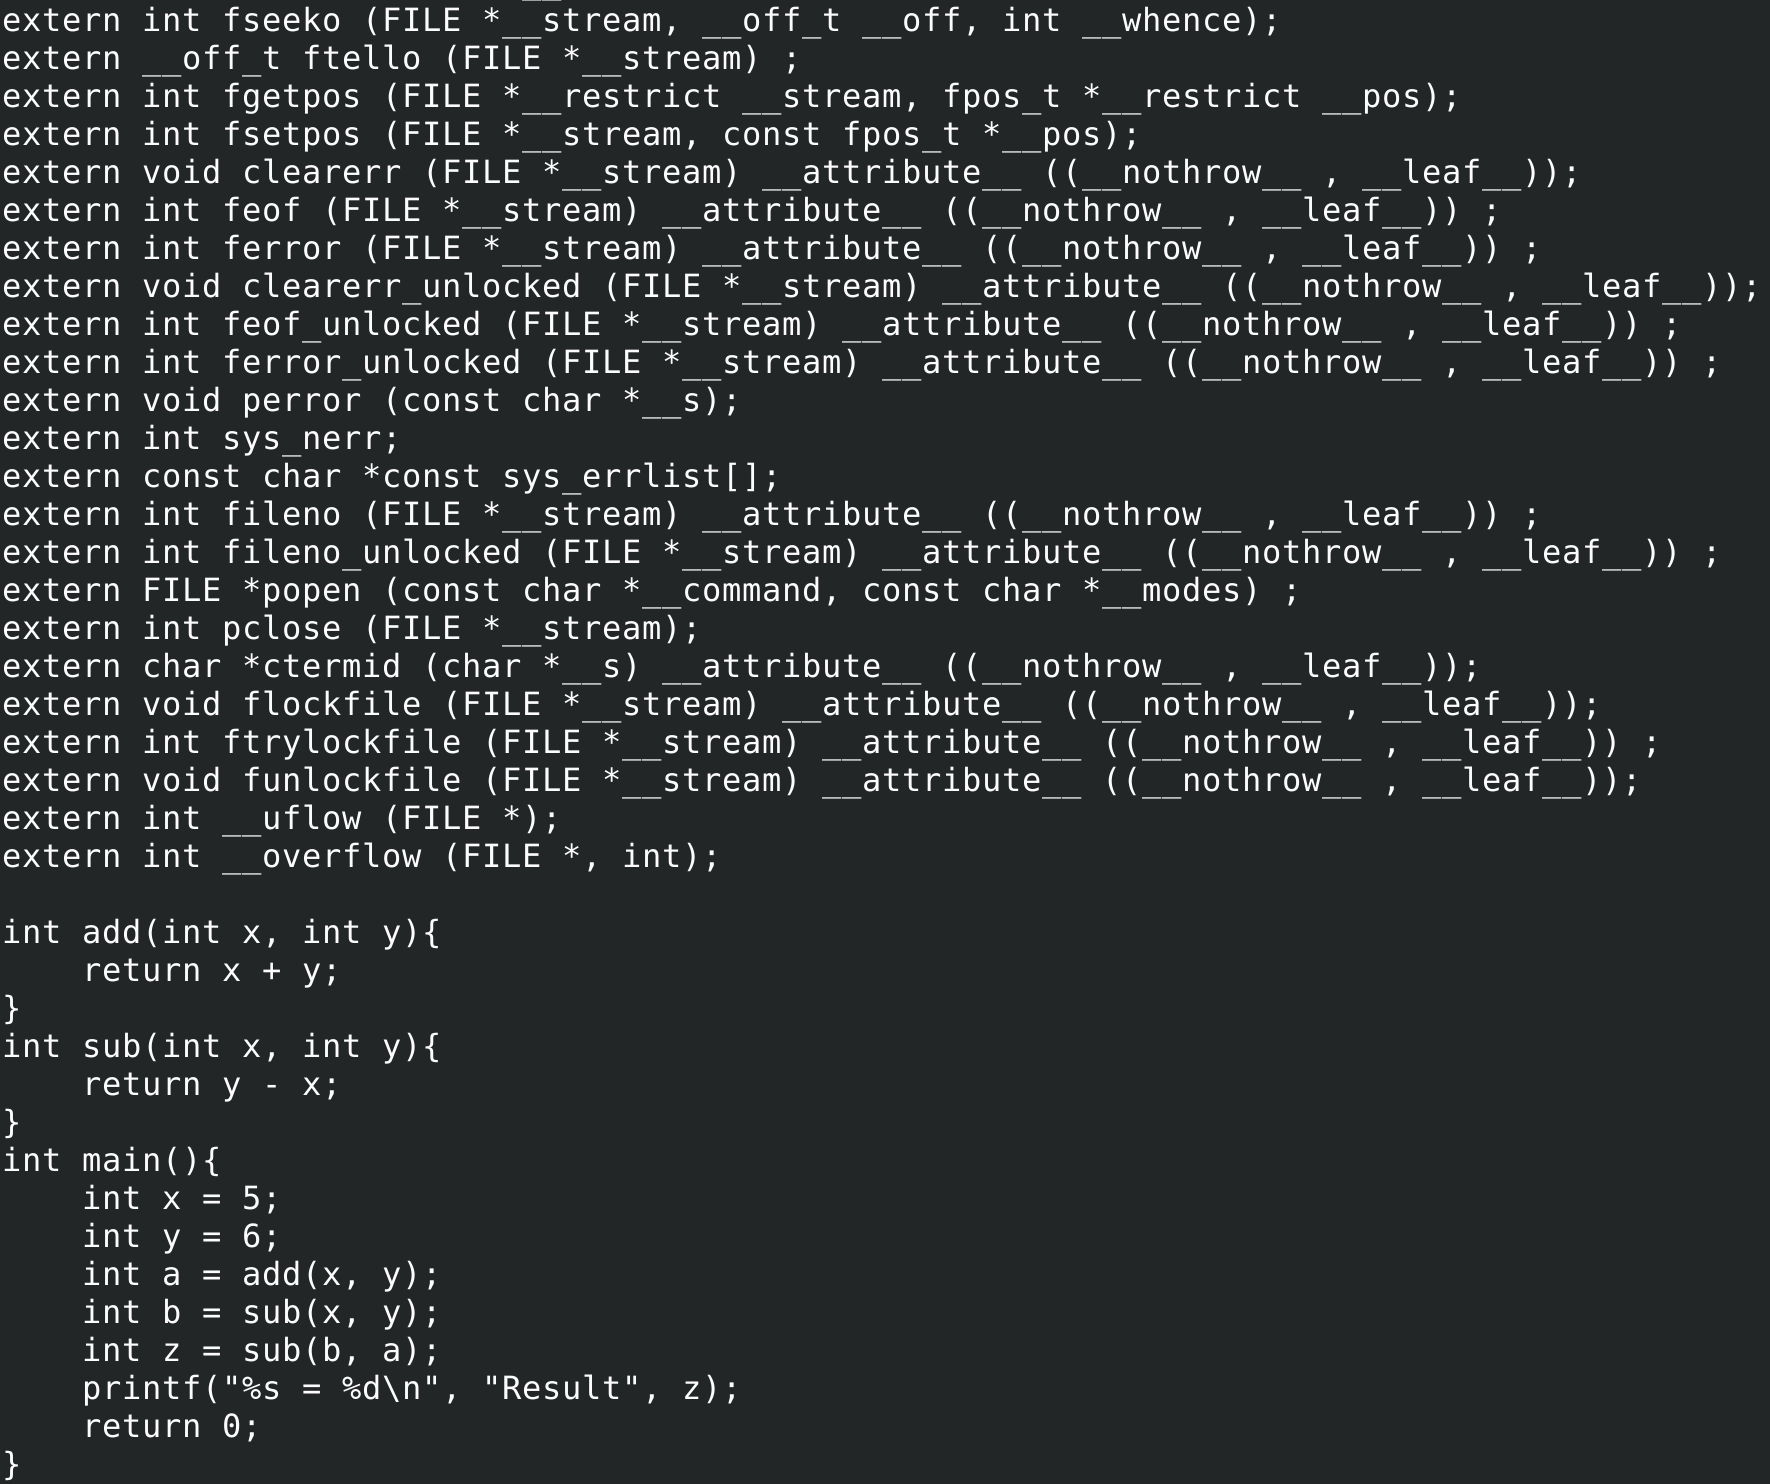 extern int fseeko (FILE *__stream, __off_t __off, int __whence);
extern __off_t ftello (FILE *__stream) ;
extern int fgetpos (FILE *__restrict __stream, fpos_t *__restrict __pos);
extern int fsetpos (FILE *__stream, const fpos_t *__pos);
extern void clearerr (FILE *__stream) __attribute__ ((__nothrow__ , __leaf__));
extern int feof (FILE *__stream) __attribute__ ((__nothrow__ , __leaf__)) ;
extern int ferror (FILE *__stream) __attribute__ ((__nothrow__ , __leaf__)) ;
extern void clearerr_unlocked (FILE *__stream) __attribute__ ((__nothrow__ , __leaf__));
extern int feof_unlocked (FILE *__stream) __attribute__ ((__nothrow__ , __leaf__)) ;
extern int ferror_unlocked (FILE *__stream) __attribute__ ((__nothrow__ , __leaf__)) ;
extern void perror (const char *__s);
extern int sys_nerr;
extern const char *const sys_errlist[];
extern int fileno (FILE *__stream) __attribute__ ((__nothrow__ , __leaf__)) ;
extern int fileno_unlocked (FILE *__stream) __attribute__ ((__nothrow__ , __leaf__)) ;
extern FILE *popen (const char *__command, const char *__modes) ;
extern int pclose (FILE *__stream);
extern char *ctermid (char *__s) __attribute__ ((__nothrow__ , __leaf__));
extern void flockfile (FILE *__stream) __attribute__ ((__nothrow__ , __leaf__));
extern int ftrylockfile (FILE *__stream) __attribute__ ((__nothrow__ , __leaf__)) ;
extern void funlockfile (FILE *__stream) __attribute__ ((__nothrow__ , __leaf__));
extern int __uflow (FILE *);
extern int __overflow (FILE *, int);

int add(int x, int y){
    return x + y;
}
int sub(int x, int y){
    return y - x;
}
int main(){
    int x = 5;
    int y = 6;
    int a = add(x, y);
    int b = sub(x, y);
    int z = sub(b, a);
    printf("%s = %d\n", "Result", z);
    return 0;
}